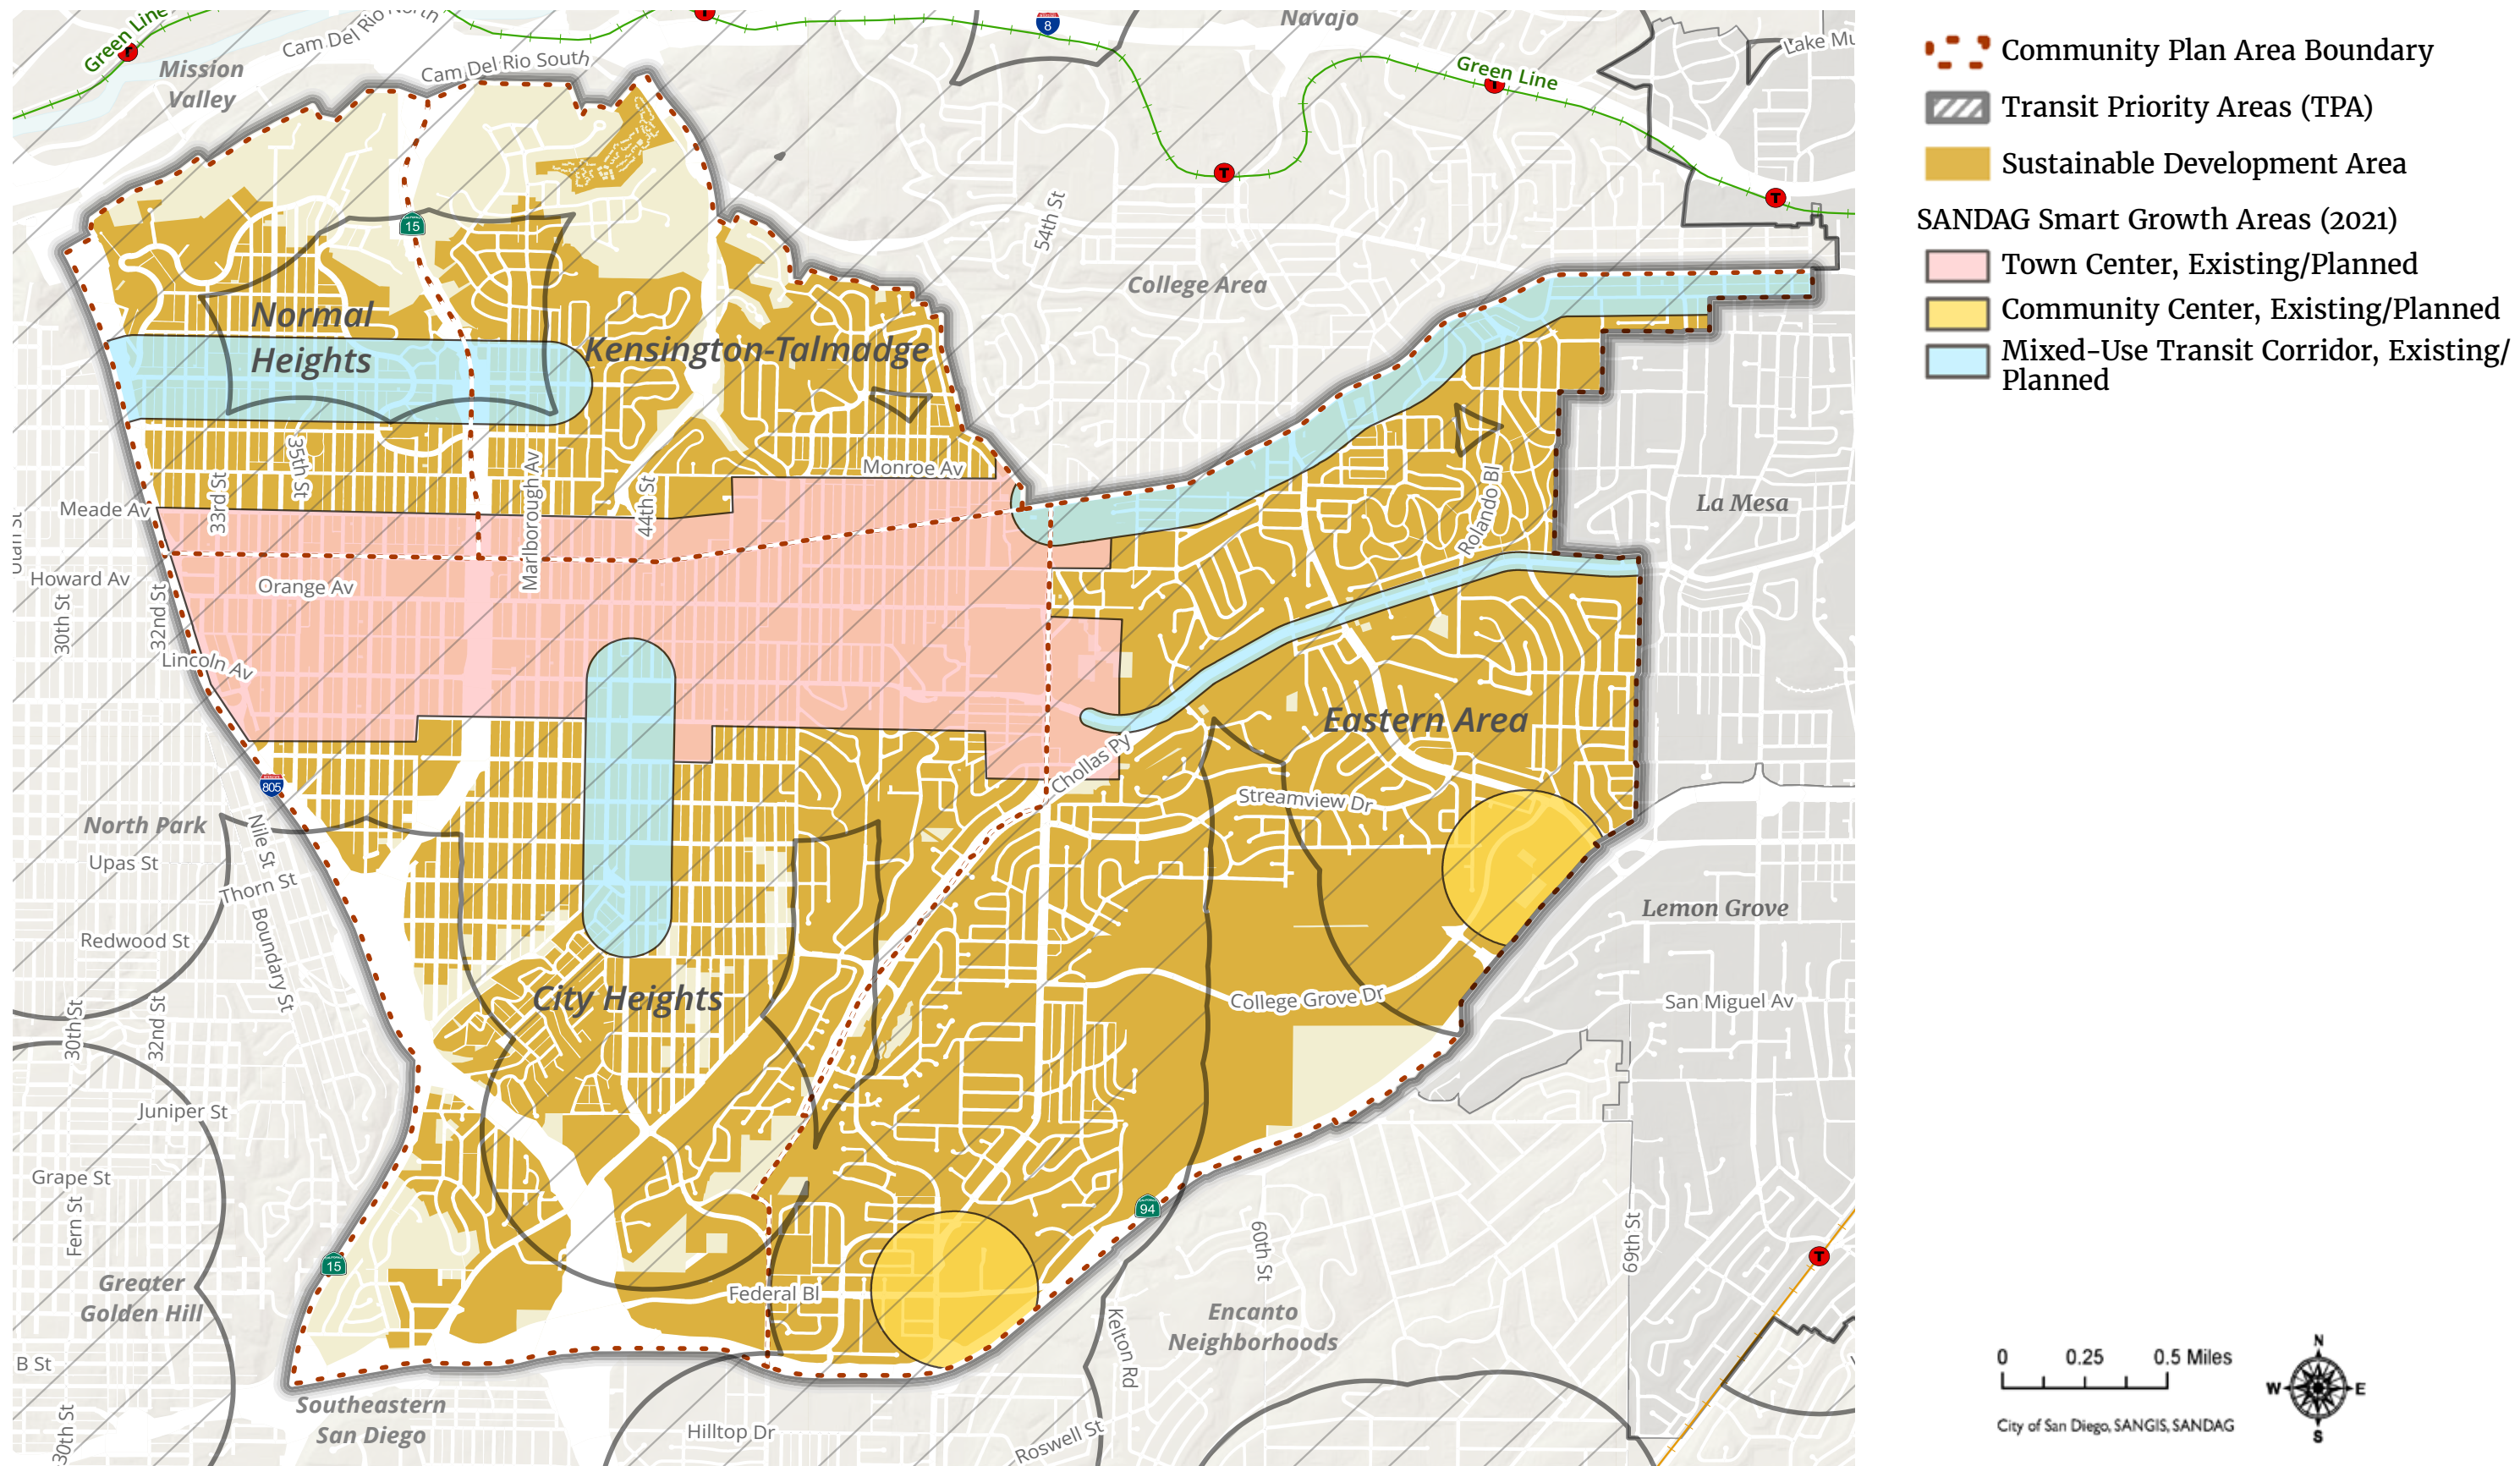 Green Line
Cam Del Rio North
8
Navajo
Mission
Valley
Cam Del Rio South
Green Line
T
15
54th St
College Area
Normal
Heights
Kensington-Talmadge
35th St
Monroe Av
33rd St
Marlborough Av
44th St
Rolando Bl
La Mesa
Meade Av
Howard Av
Orange Av
30th St
32nd St
Lincoln Av
Eastern Area
Chollas Py
Streamview Dr
805
North Park
Nile St
Upas St
Thorn St
Boundary St
Redwood St
Lemon Grove
City Heights
College Grove Dr
San Miguel Av
30th St
32nd St
Juniper St
Grape St
Fern St
94
60th St
69th St
15
T
Greater
Golden Hill
Federal Bl
Kelton Rd
Encanto
Neighborhoods
B St
Southeastern
San Diego
30th St
Hilltop Dr
Roswell St
Community Plan Area Boundary
Transit Priority Areas (TPA)
Sustainable Development Area
SANDAG Smart Growth Areas (2021)
Town Center, Existing/Planned
Community Center, Existing/Planned
Mixed-Use Transit Corridor, Existing/
Planned
0 0.25 0.5 Miles
City of San Diego, SANGIS, SANDAG
N
W E
S